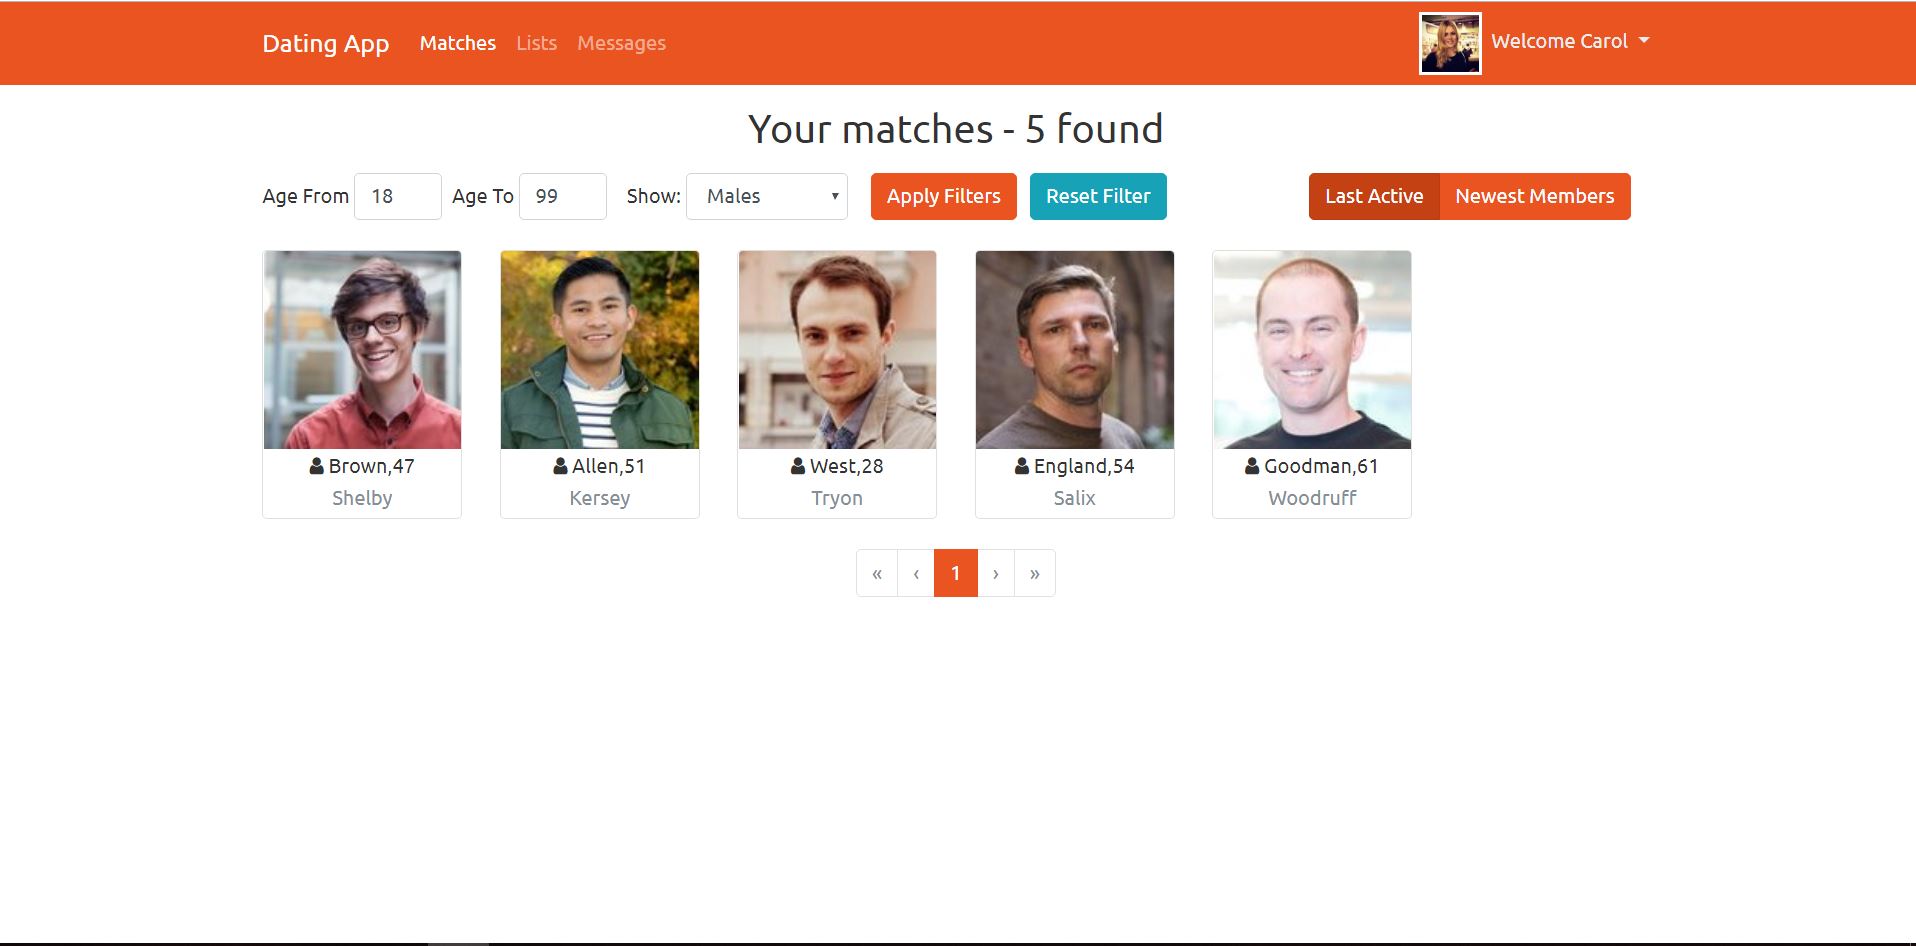 Dating App Matches Lists Messages Welcome Carol
Your matches - 5 found
Age From 18 Age To 99 Show: Males Apply Filters Reset Filter Last Active Newest Members
Brown,47 Allen,51 West,28 England,54 Goodman,61
Shelby Kersey Tryon Salix Woodruff
« ‹ 1 › »